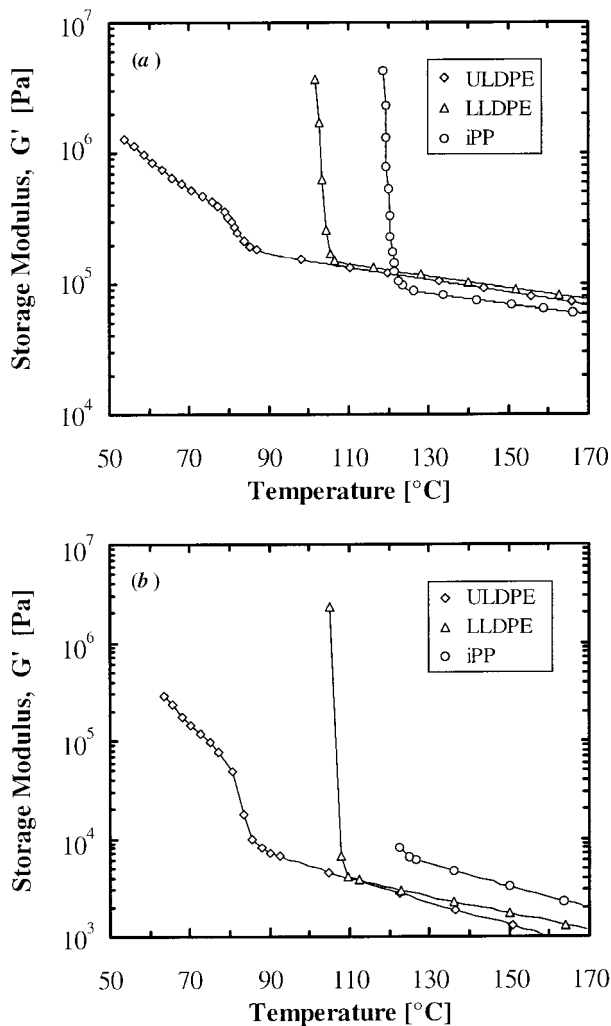 10^7
(a)
ULDPE
LLDPE
iPP
10^6
10^5
10^4
Storage Modulus, G' [Pa]
50 70 90 110 130 150 170
Temperature [°C]
10^7
(b)
ULDPE
LLDPE
iPP
10^6
10^5
10^4
10^3
Storage Modulus, G' [Pa]
50 70 90 110 130 150 170
Temperature [°C]